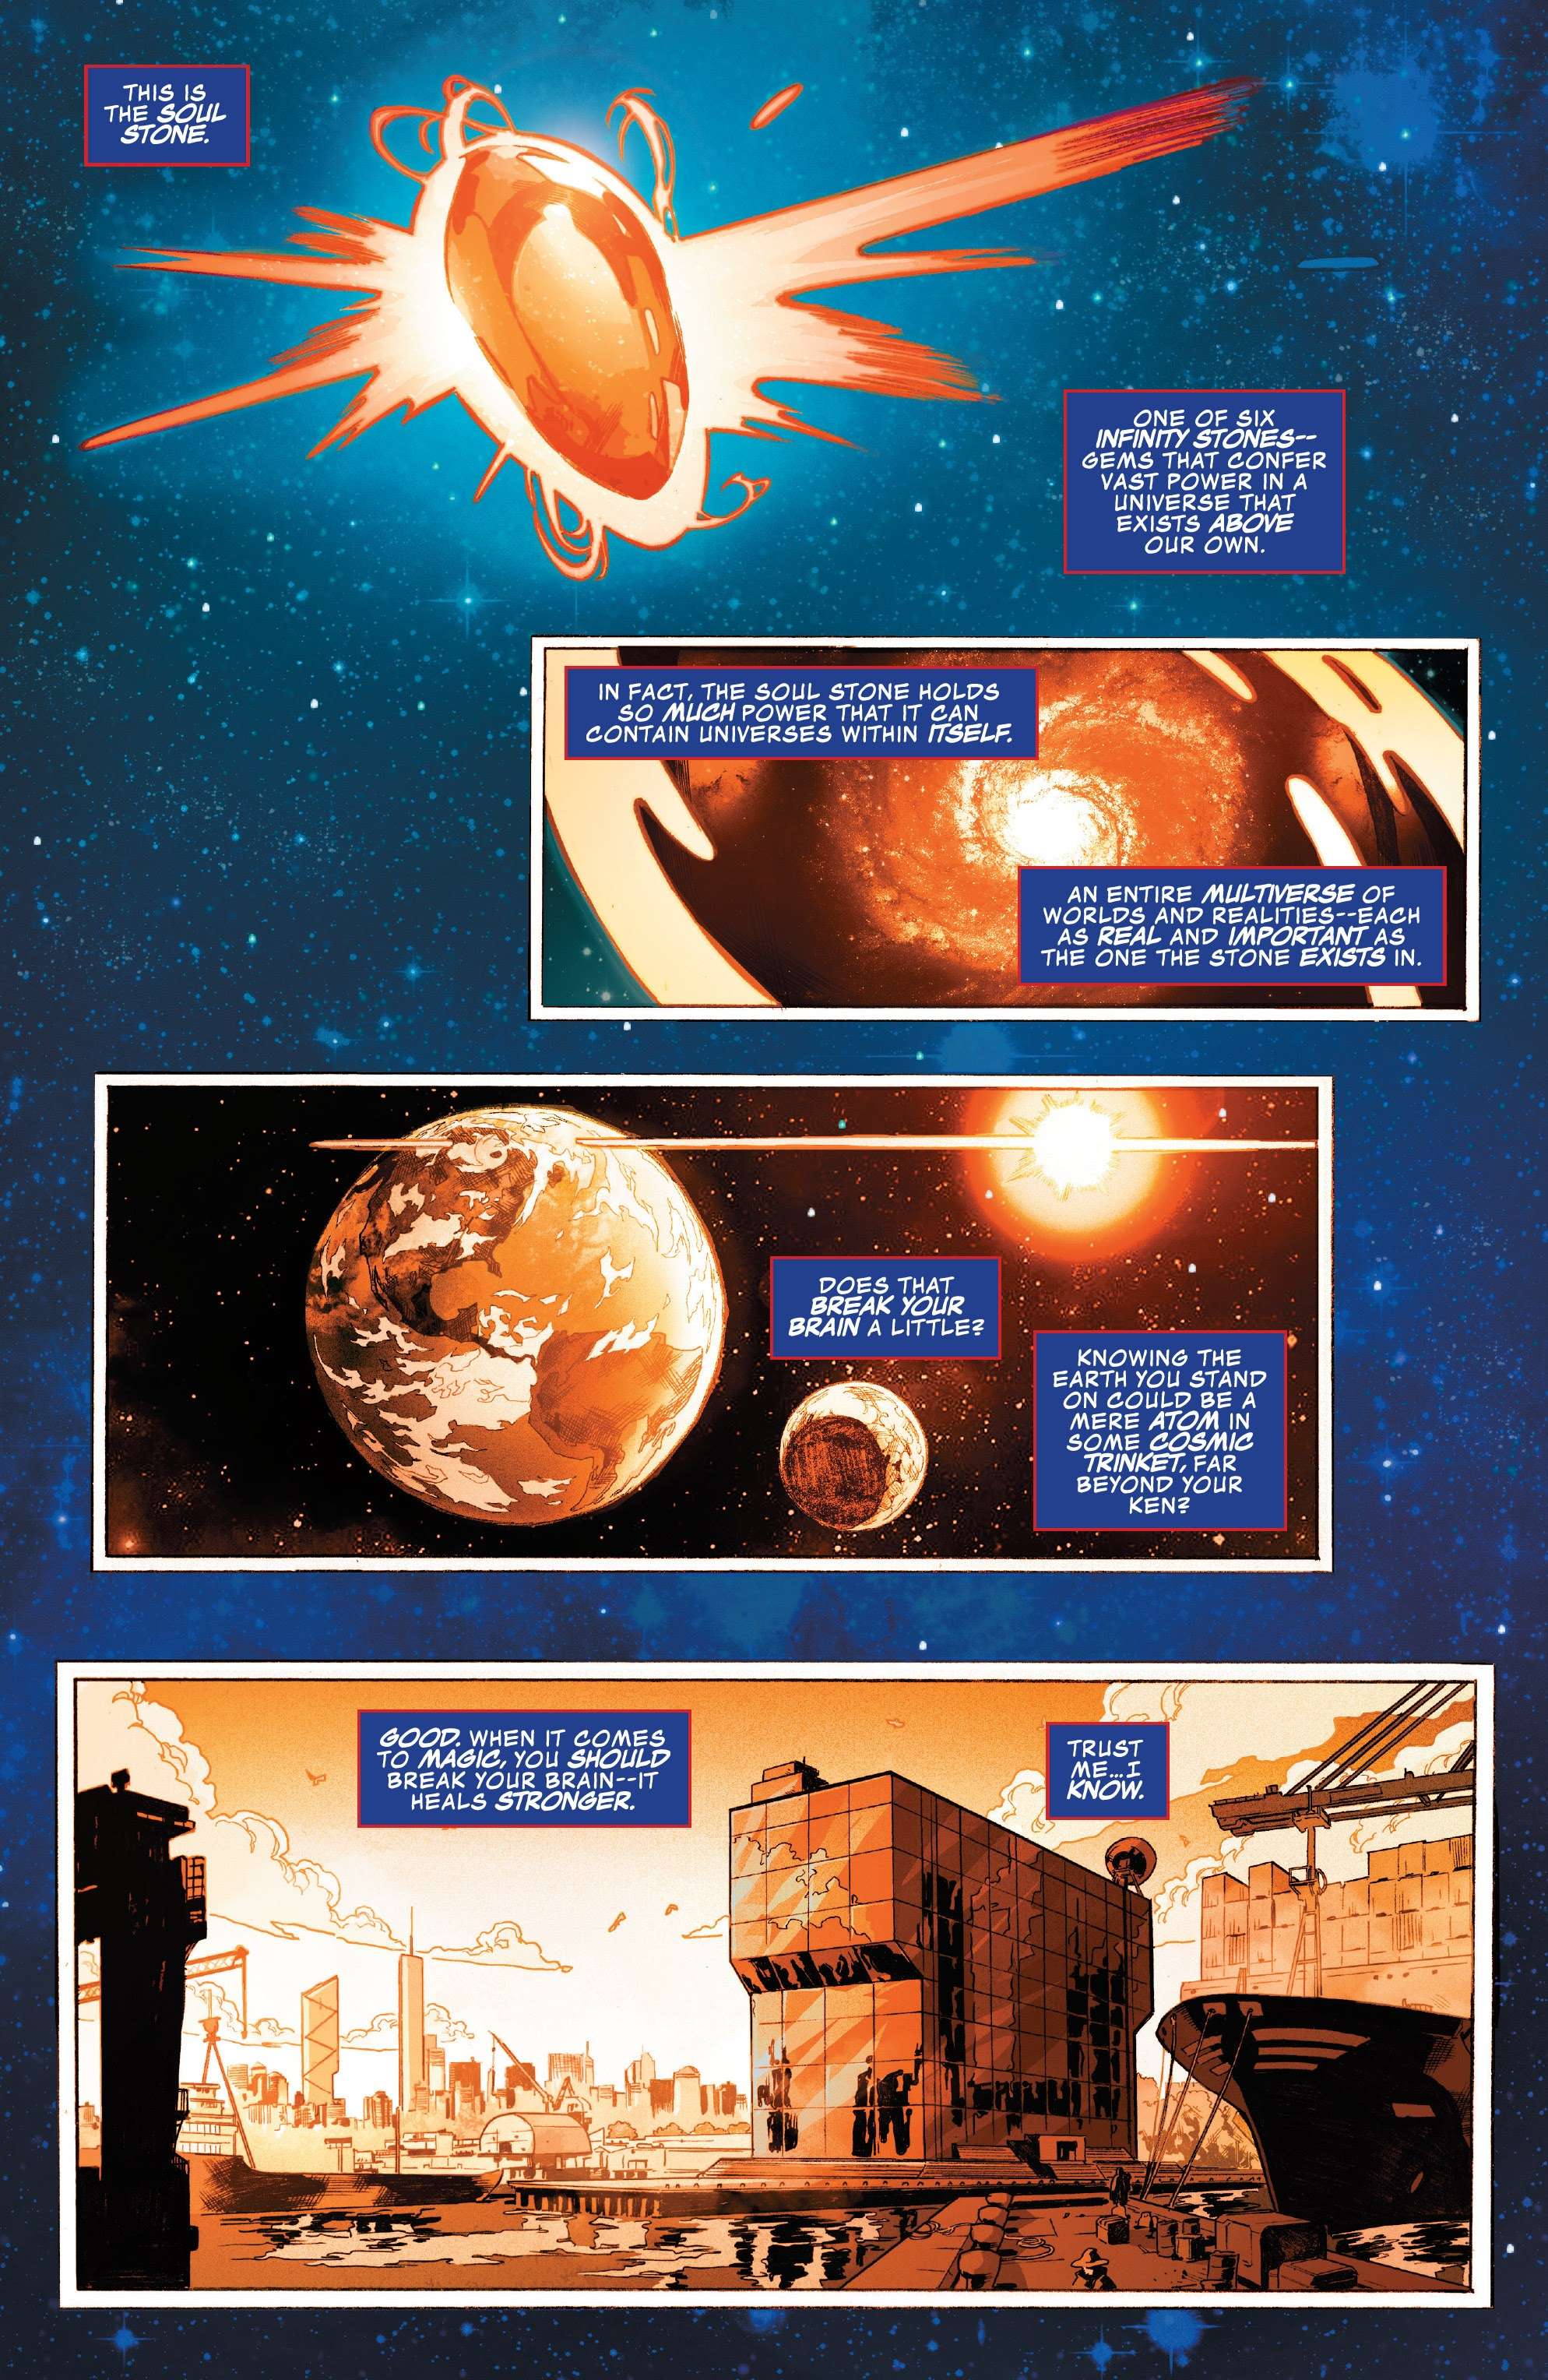 THIS IS
THE SOUL
STONE.
ONE OF SIX
INFINITY STONES--
GEMS THAT CONFER
VAST POWER IN A
UNIVERSE THAT
EXISTS ABOVE
OUR OWN.
IN FACT, THE SOUL STONE HOLDS
SO MUCH POWER THAT IT CAN
CONTAIN UNIVERSES WITHIN ITSELF.
AN ENTIRE MULTIVERSE OF
WORLDS AND REALITIES--EACH
AS REAL AND IMPORTANT AS
THE ONE THE STONE EXISTS IN.
DOES THAT
BREAK YOUR
BRAIN A LITTLE?
KNOWING THE
EARTH YOU STAND
ON COULD BE A
MERE ATOM IN
SOME COSMIC
TRINKET, FAR
BEYOND YOUR
KEN?
GOOD. WHEN IT COMES
TO MAGIC, YOU SHOULD
BREAK YOUR BRAIN--IT
HEALS STRONGER.
TRUST
ME...I
KNOW.